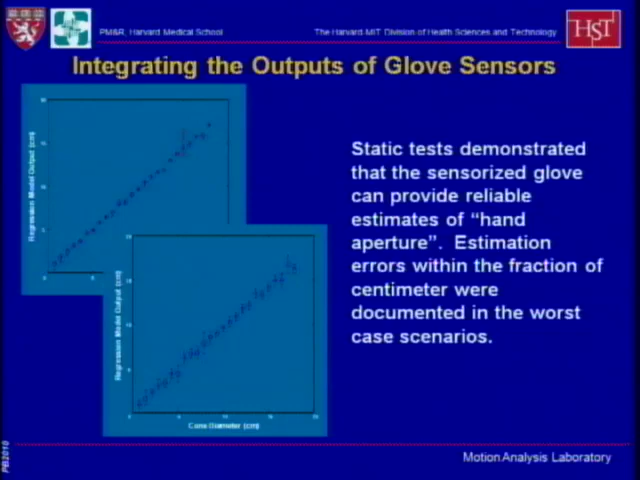 PM&R, Harvard Medical School
The Harvard-MIT Division of Health Sciences and Technology
HST
Integrating the Outputs of Glove Sensors
Regression Model Output (cm)
Static tests demonstrated
that the sensorized glove
can provide reliable
estimates of “hand
aperture”. Estimation
errors within the fraction of
centimeter were
documented in the worst
case scenarios.
Regression Model Output (cm)
Cone Diameter (cm)
PB2010
Motion Analysis Laboratory